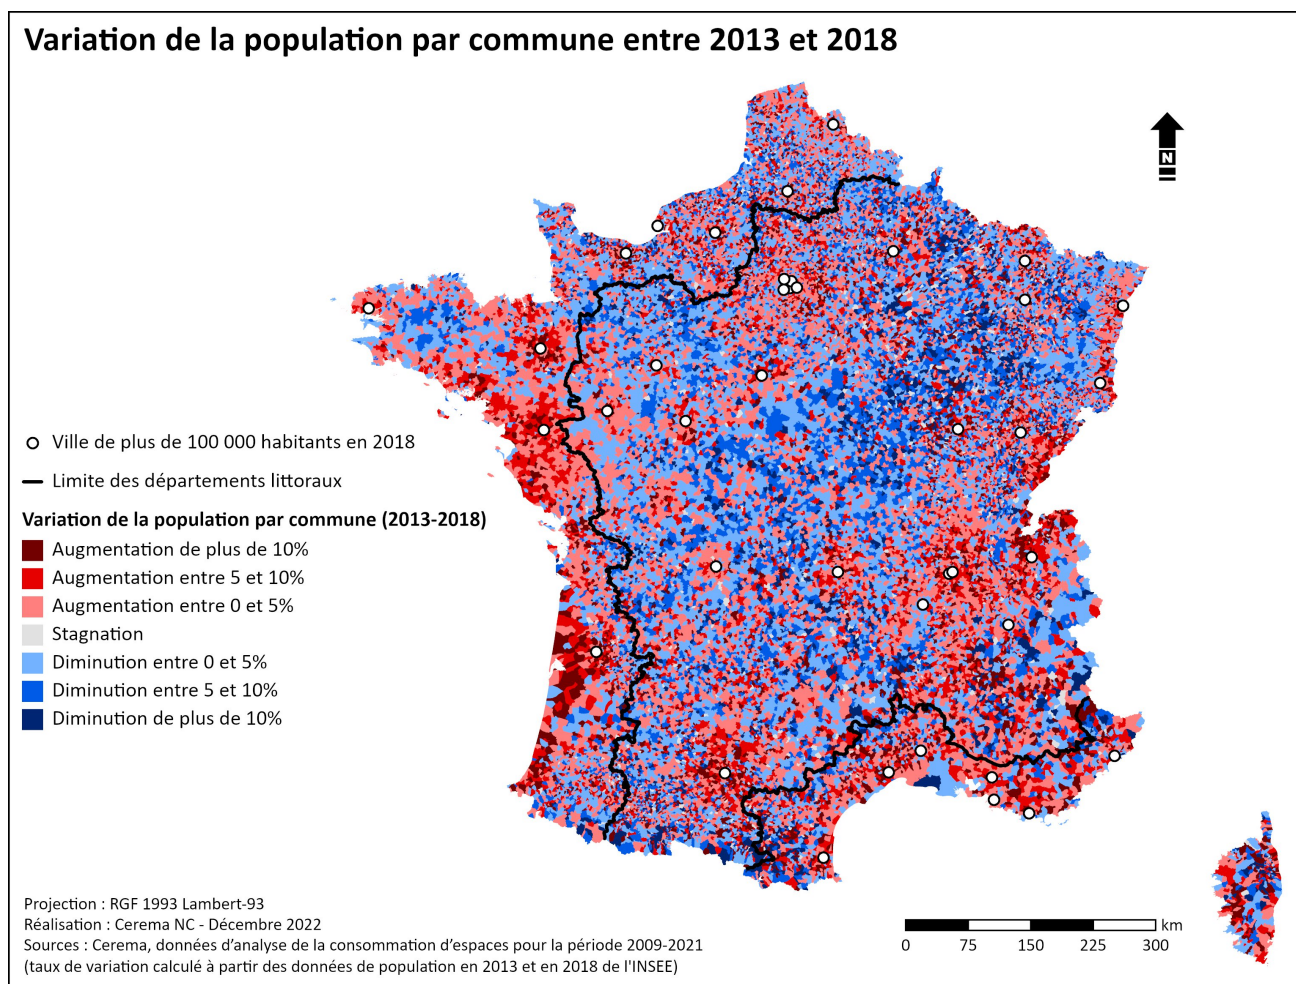 Variation de la population par commune entre 2013 et 2018
N
Ville de plus de 100 000 habitants en 2018
Limite des départements littoraux
Variation de la population par commune (2013-2018)
Augmentation de plus de 10%
Augmentation entre 5 et 10%
Augmentation entre 0 et 5%
Stagnation
Diminution entre 0 et 5%
Diminution entre 5 et 10%
Diminution de plus de 10%
Projection : RGF 1993 Lambert-93
Réalisation : Cerema NC - Décembre 2022
Sources : Cerema, données d’analyse de la consommation d’espaces pour la période 2009-2021
(taux de variation calculé à partir des données de population en 2013 et en 2018 de l'INSEE)
km
0 75 150 225 300